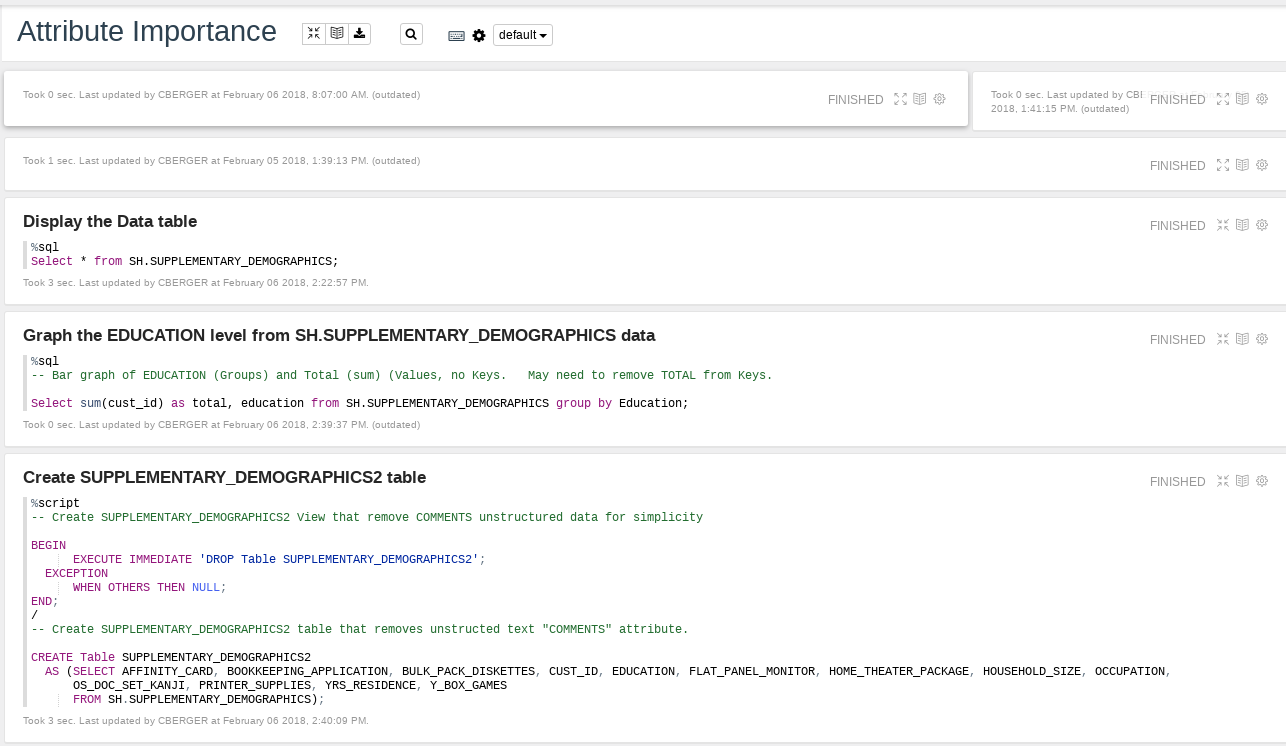 Attribute Importance
default
Took 0 sec. Last updated by CBERGER at February 06 2018, 8:07:00 AM. (outdated)
FINISHED
Took 0 sec. Last updated by
2018, 1:41:15 PM. (outdated)
FINISHED
Took 1 sec. Last updated by CBERGER at February 05 2018, 1:39:13 PM. (outdated)
FINISHED
Display the Data table
FINISHED
%sql
Select * from SH.SUPPLEMENTARY_DEMOGRAPHICS;
Took 3 sec. Last updated by CBERGER at February 06 2018, 2:22:57 PM.
Graph the EDUCATION level from SH.SUPPLEMENTARY_DEMOGRAPHICS data
FINISHED
%sql
-- Bar graph of EDUCATION (Groups) and Total (sum) (Values, no Keys.   May need to remove TOTAL from Keys.
Select sum(cust_id) as total, education from SH.SUPPLEMENTARY_DEMOGRAPHICS group by Education;
Took 0 sec. Last updated by CBERGER at February 06 2018, 2:39:37 PM. (outdated)
Create SUPPLEMENTARY_DEMOGRAPHICS2 table
FINISHED
%script
-- Create SUPPLEMENTARY_DEMOGRAPHICS2 View that remove COMMENTS unstructured data for simplicity
BEGIN
EXECUTE IMMEDIATE 'DROP Table SUPPLEMENTARY_DEMOGRAPHICS2';
EXCEPTION
WHEN OTHERS THEN NULL;
END;
/
-- Create SUPPLEMENTARY_DEMOGRAPHICS2 table that removes unstructed text "COMMENTS" attribute.
CREATE Table SUPPLEMENTARY_DEMOGRAPHICS2
AS (SELECT AFFINITY_CARD, BOOKKEEPING_APPLICATION, BULK_PACK_DISKETTES, CUST_ID, EDUCATION, FLAT_PANEL_MONITOR, HOME_THEATER_PACKAGE, HOUSEHOLD_SIZE, OCCUPATION,
OS_DOC_SET_KANJI, PRINTER_SUPPLIES, YRS_RESIDENCE, Y_BOX_GAMES
FROM SH.SUPPLEMENTARY_DEMOGRAPHICS);
Took 3 sec. Last updated by CBERGER at February 06 2018, 2:40:09 PM.